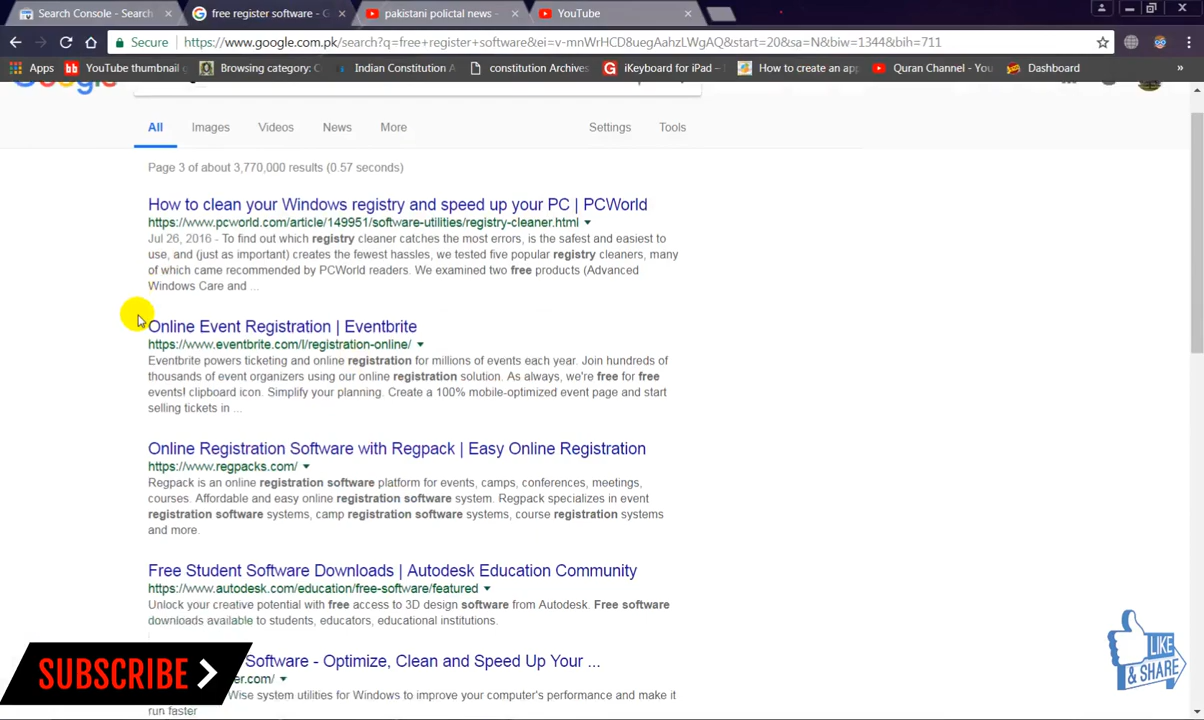 Search Console - Search
free register software - G
pakistani polictal news -
YouTube
Secure
https://www.google.com.pk/search?q=free+register+software&ei=v-mnWrHCD8uegAahzLWgAQ&start=20&sa=N&biw=1344&bih=711
Apps
YouTube thumbnail g
Browsing category: C
Indian Constitution A
constitution Archives
iKeyboard for iPad –
How to create an app
Quran Channel - You
Dashboard
»
All
Images
Videos
News
More
Settings
Tools
Page 3 of about 3,770,000 results (0.57 seconds)
How to clean your Windows registry and speed up your PC | PCWorld
https://www.pcworld.com/article/149951/software-utilities/registry-cleaner.html
Jul 26, 2016 - To find out which registry cleaner catches the most errors, is the safest and easiest to
use, and (just as important) creates the fewest hassles, we tested five popular registry cleaners, many
of which came recommended by PCWorld readers. We examined two free products (Advanced
Windows Care and ...
Online Event Registration | Eventbrite
https://www.eventbrite.com/l/registration-online/
Eventbrite powers ticketing and online registration for millions of events each year. Join hundreds of
thousands of event organizers using our online registration solution. As always, we're free for free
events! clipboard icon. Simplify your planning. Create a 100% mobile-optimized event page and start
selling tickets in ...
Online Registration Software with Regpack | Easy Online Registration
https://www.regpacks.com/
Regpack is an online registration software platform for events, camps, conferences, meetings,
courses. Affordable and easy online registration software system. Regpack specializes in event
registration software systems, camp registration software systems, course registration systems
and more.
Free Student Software Downloads | Autodesk Education Community
https://www.autodesk.com/education/free-software/featured
Unlock your creative potential with free access to 3D design software from Autodesk. Free software
downloads available to students, educators, educational institutions.
Software - Optimize, Clean and Speed Up Your ...
er.com/
Wise system utilities for Windows to improve your computer's performance and make it
run faster
SUBSCRIBE
LIKE
& SHARE